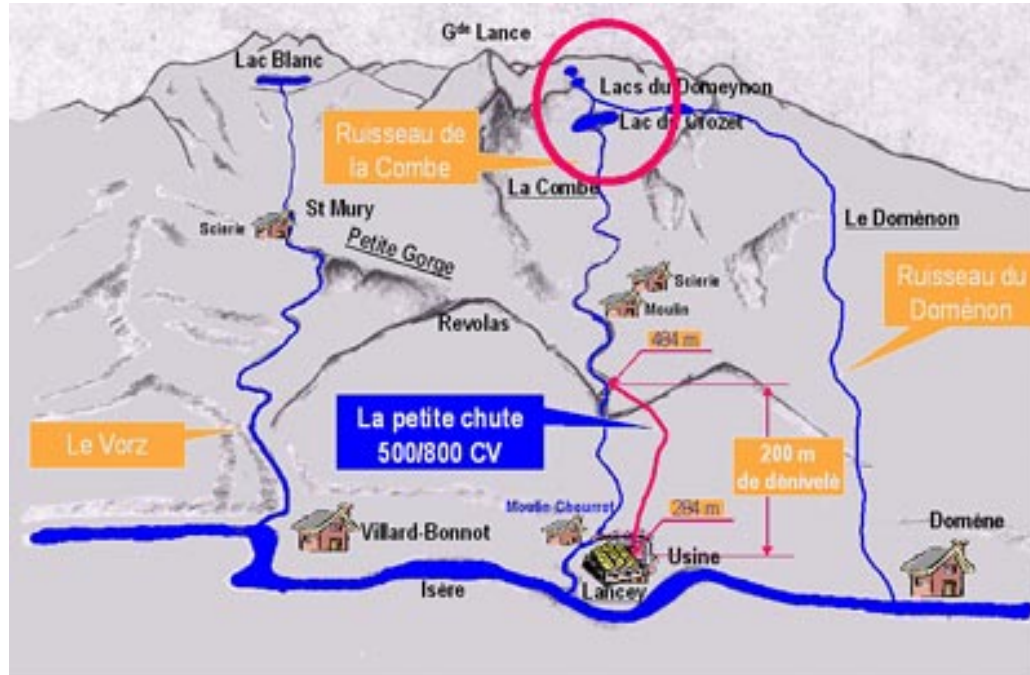 Gde Lance
Lac Blanc
Lacs du Domeynon
Lac du Crozet
Ruisseau de
la Combe
La Combe
St Mury
Scierie
Petite Gorge
Le Doménon
Ruisseau du
Doménon
Scierie
Moulin
Revolas
484 m
La petite chute
500/800 CV
Le Vorz
200 m
de dénivelé
284 m
Moulin Chourrot
Villard-Bonnot
Usine
Domène
Isère
Lancey